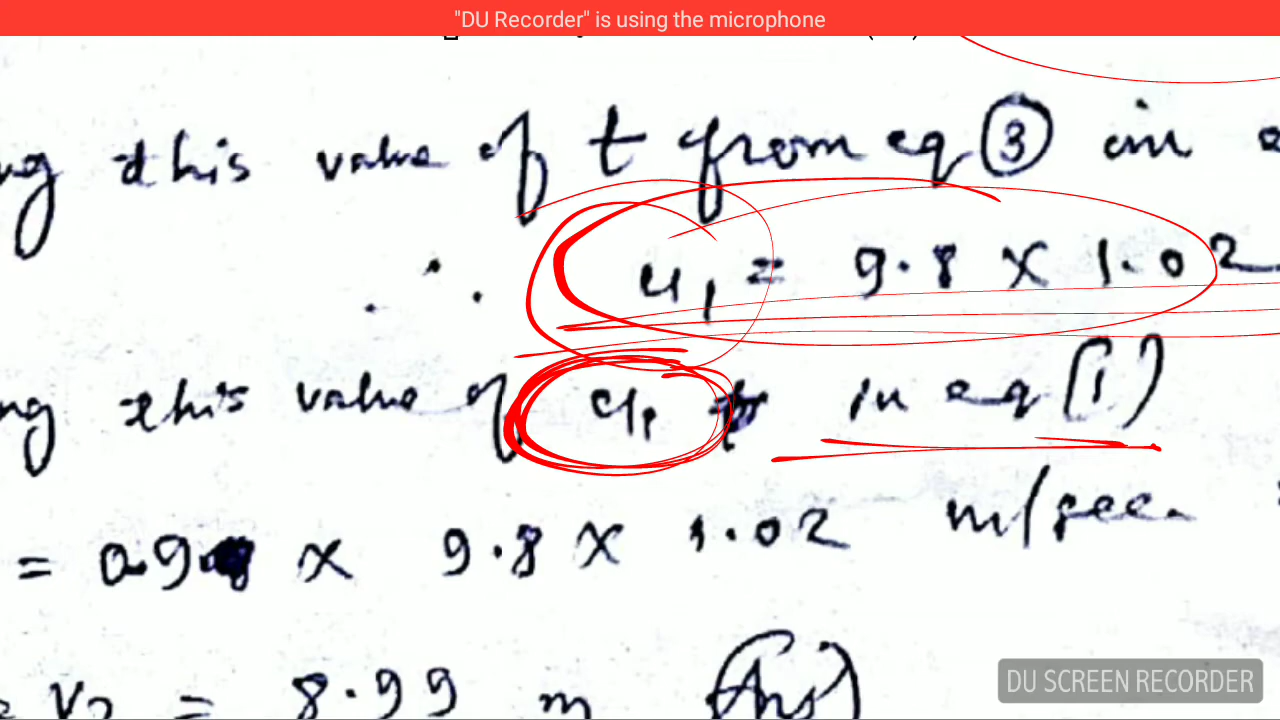 "DU Recorder" is using the microphone
ng this value of t from eq ③ in
∴ u₁ = 9.8 × 1.02
ng this value of u₁ in eq (1)
= 0.9 × 9.8 × 1.02 m/sec.
V₂ = 8.99 m (Ans)
DU SCREEN RECORDER